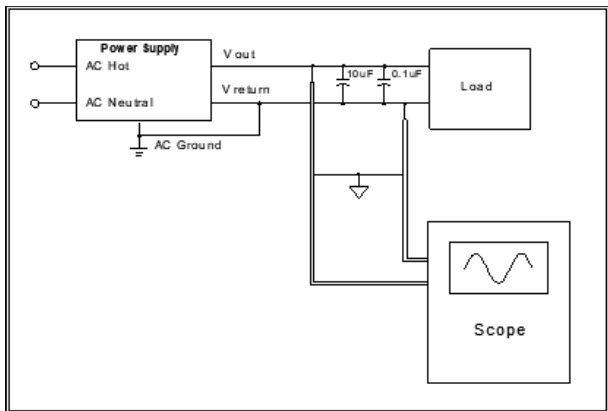 Power Supply
AC Hot
AC Neutral
V out
V return
10uF
0.1uF
Load
AC Ground
Scope